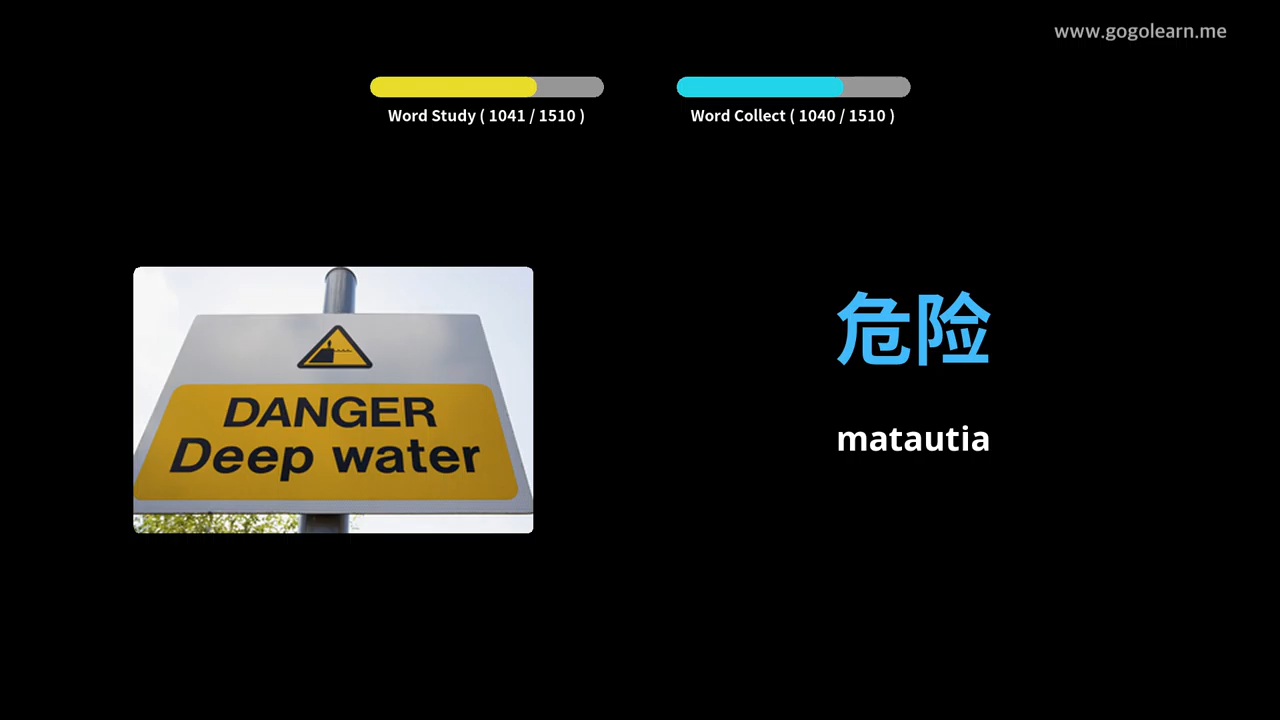 www.gogolearn.me
Word Study ( 1041 / 1510 )
Word Collect ( 1040 / 1510 )
DANGER
Deep water
危险
matautia